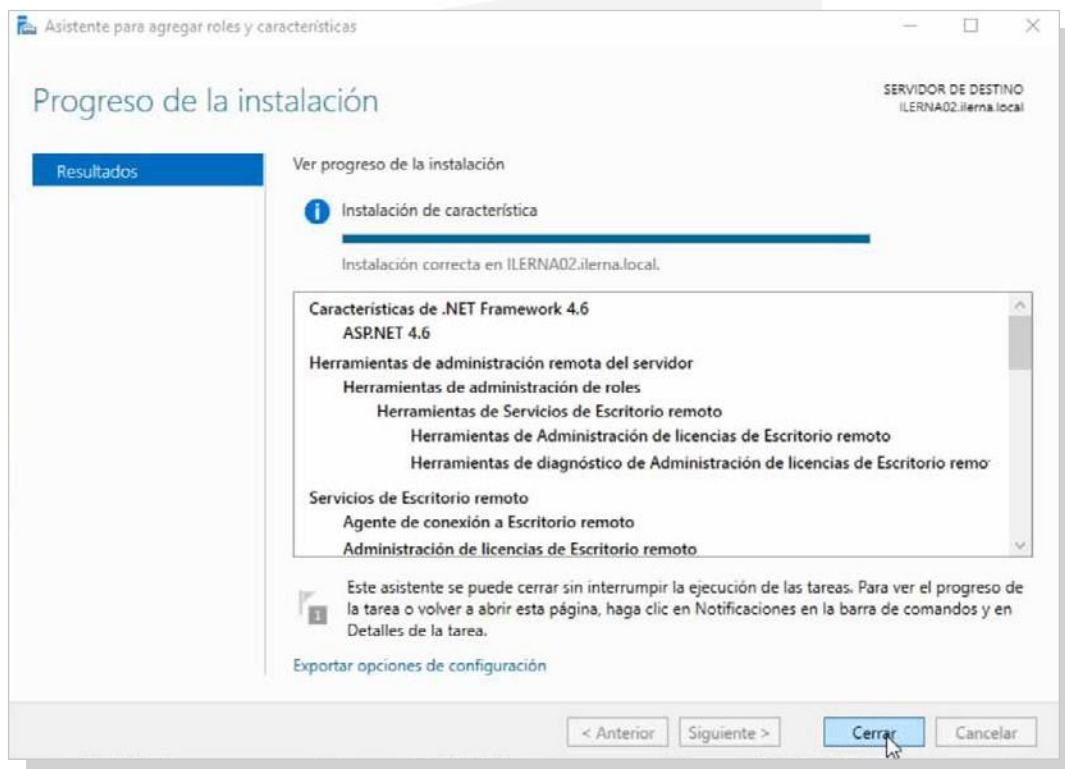 Asistente para agregar roles y características
Progreso de la instalación
SERVIDOR DE DESTINO
ILERNA02.ilerna.local
Resultados
Ver progreso de la instalación
Instalación de característica
Instalación correcta en ILERNA02.ilerna.local.
Características de .NET Framework 4.6
ASP.NET 4.6
Herramientas de administración remota del servidor
Herramientas de administración de roles
Herramientas de Servicios de Escritorio remoto
Herramientas de Administración de licencias de Escritorio remoto
Herramientas de diagnóstico de Administración de licencias de Escritorio remo
Servicios de Escritorio remoto
Agente de conexión a Escritorio remoto
Administración de licencias de Escritorio remoto
Este asistente se puede cerrar sin interrumpir la ejecución de las tareas. Para ver el progreso de
1 la tarea o volver a abrir esta página, haga clic en Notificaciones en la barra de comandos y en
Detalles de la tarea.
Exportar opciones de configuración
< Anterior Siguiente > Cerrar Cancelar